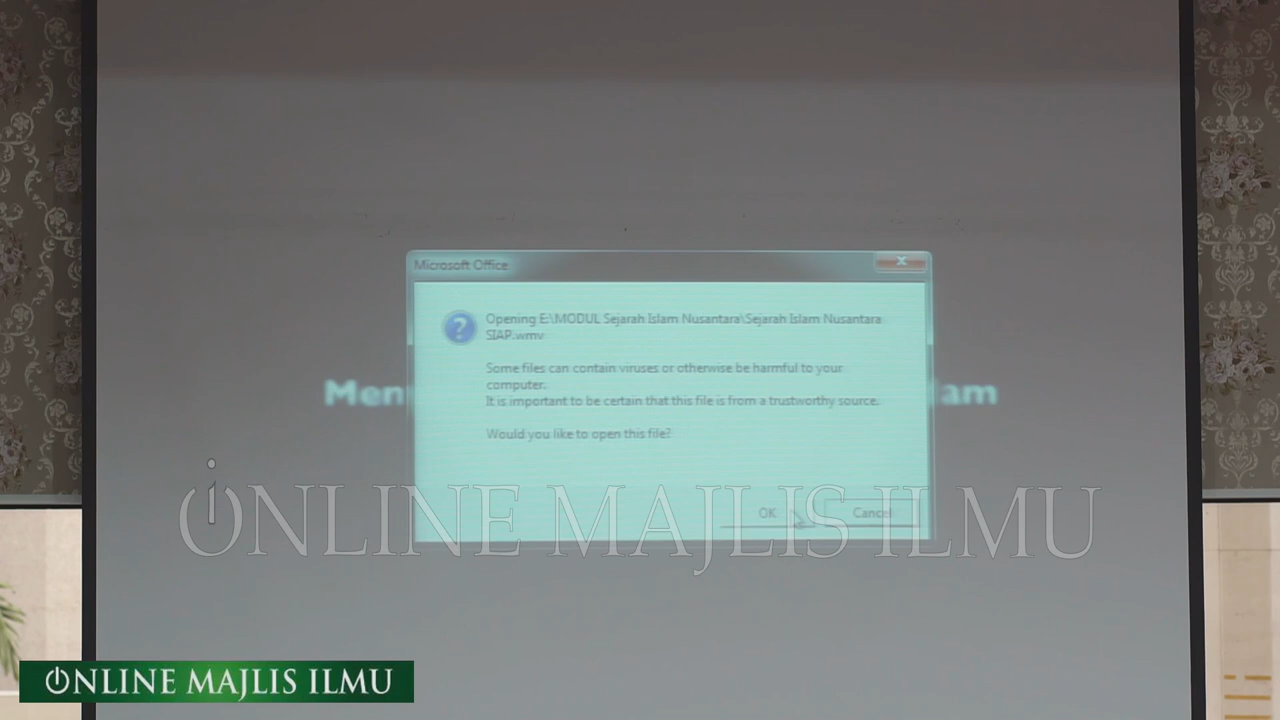 Microsoft Office
Opening E:\MODUL Sejarah Islam Nusantara\Sejarah Islam Nusantara
SIAP.wmv
Some files can contain viruses or otherwise be harmful to your
computer.
It is important to be certain that this file is from a trustworthy source.
Would you like to open this file?
OK Cancel
ONLINE MAJLIS ILMU
ONLINE MAJLIS ILMU